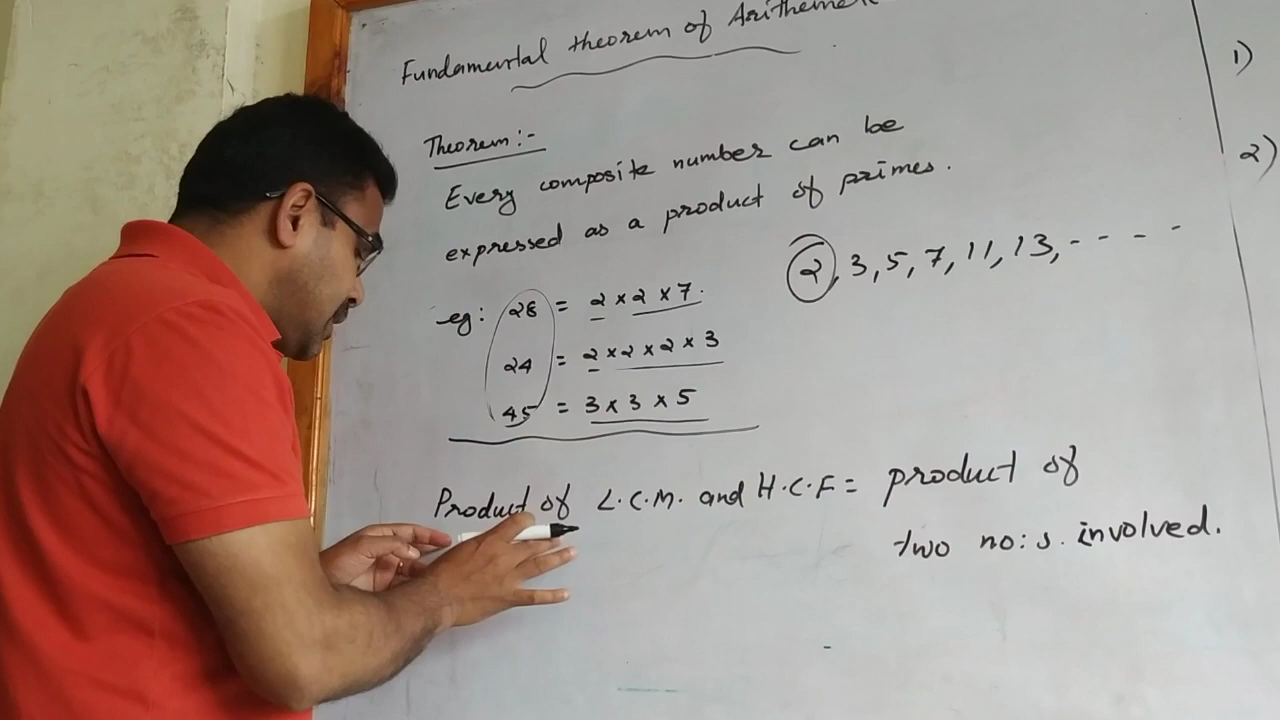 Fundamental theorem of Aritheme
Theorem :-
Every composite number can be
expressed as a product of primes.
2, 3, 5, 7, 11, 13, - - - -
eg: 28 = 2 x 2 x 7.
24 = 2 x 2 x 2 x 3
45 = 3 x 3 x 5
Product of L.C.M. and H.C.F = product of
two no:s. involved.
1)
2)